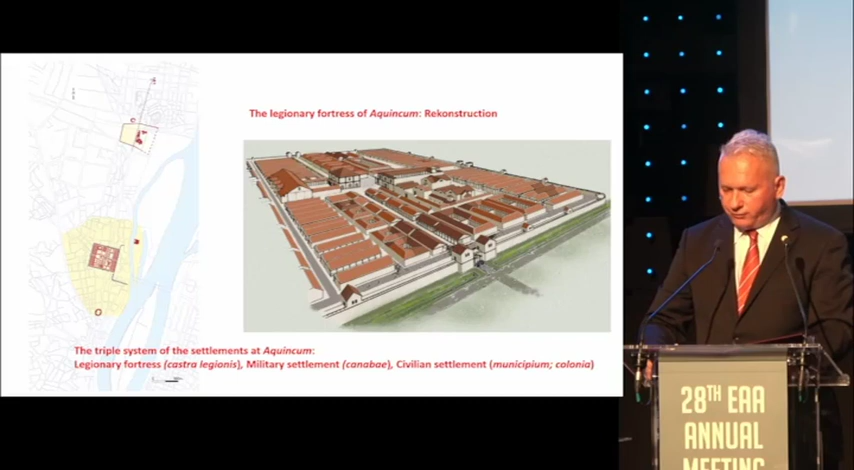 The legionary fortress of Aquincum: Rekonstruction
The triple system of the settlements at Aquincum:
Legionary fortress (castra legionis), Military settlement (canabae), Civilian settlement (municipium; colonia)
28TH EAA
ANNUAL
MEETING